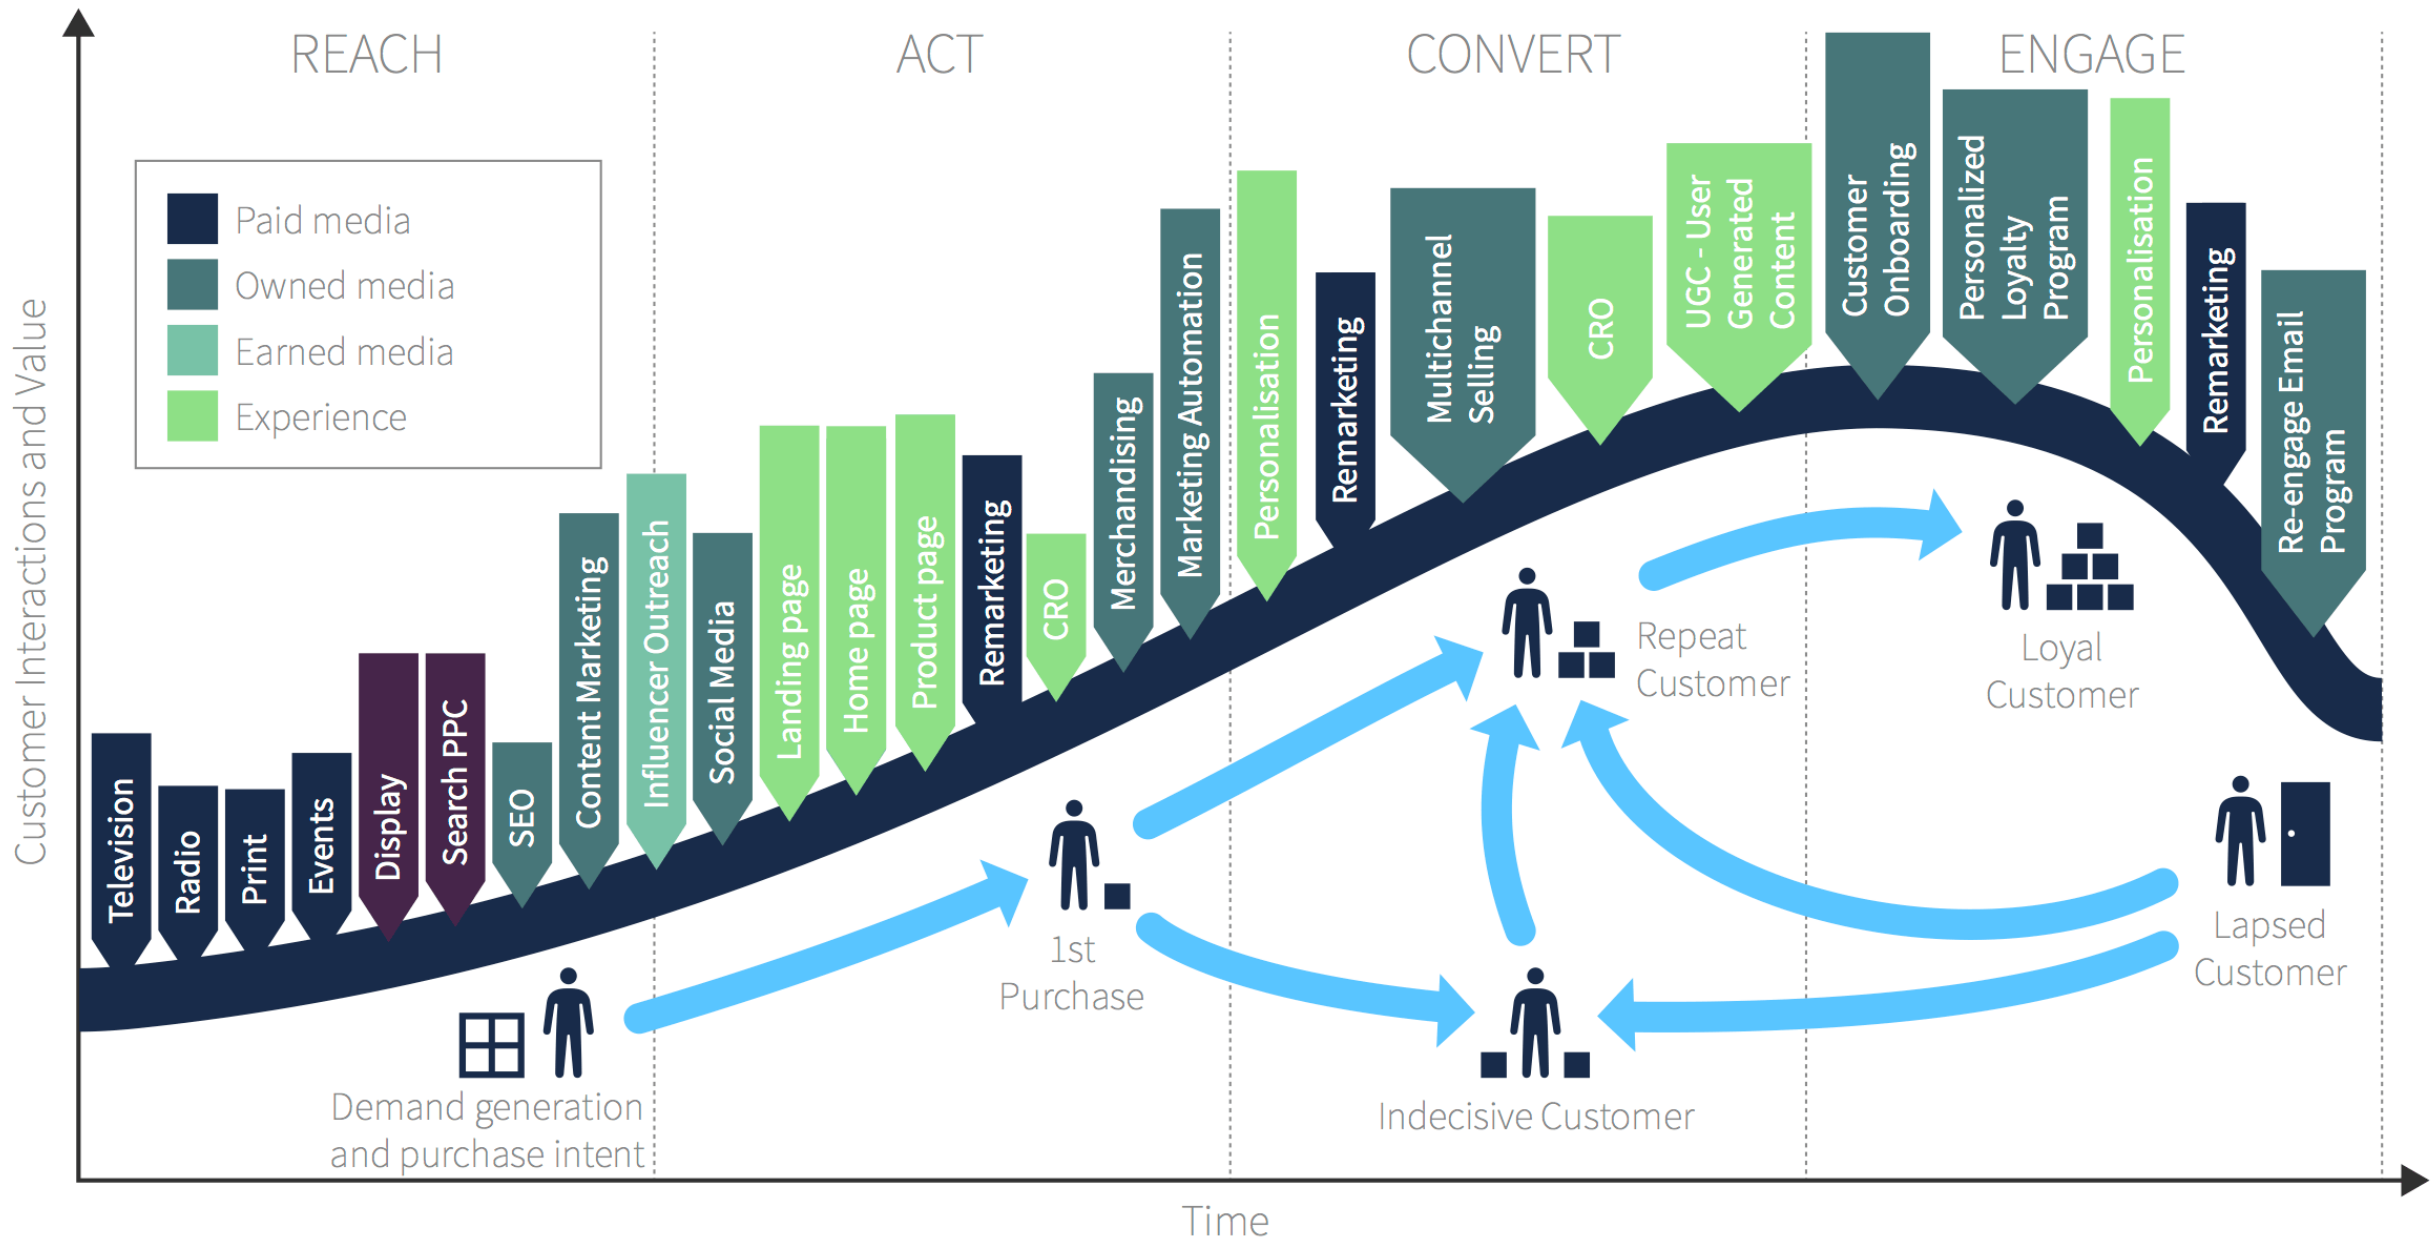 REACH
ACT
CONVERT
ENGAGE
Customer Interactions and Value
Paid media
Owned media
Earned media
Experience
Television
Radio
Print
Events
Display
Search PPC
SEO
Content Marketing
Influencer Outreach
Social Media
Landing page
Home page
Product page
Remarketing
CRO
Merchandising
Marketing Automation
Personalisation
Remarketing
Multichannel
Selling
CRO
UGC - User
Generated
Content
Customer
Onboarding
Personalized
Loyalty
Program
Personalisation
Remarketing
Re-engage Email
Program
Demand generation
and purchase intent
1st
Purchase
Repeat
Customer
Indecisive Customer
Loyal
Customer
Lapsed
Customer
Time